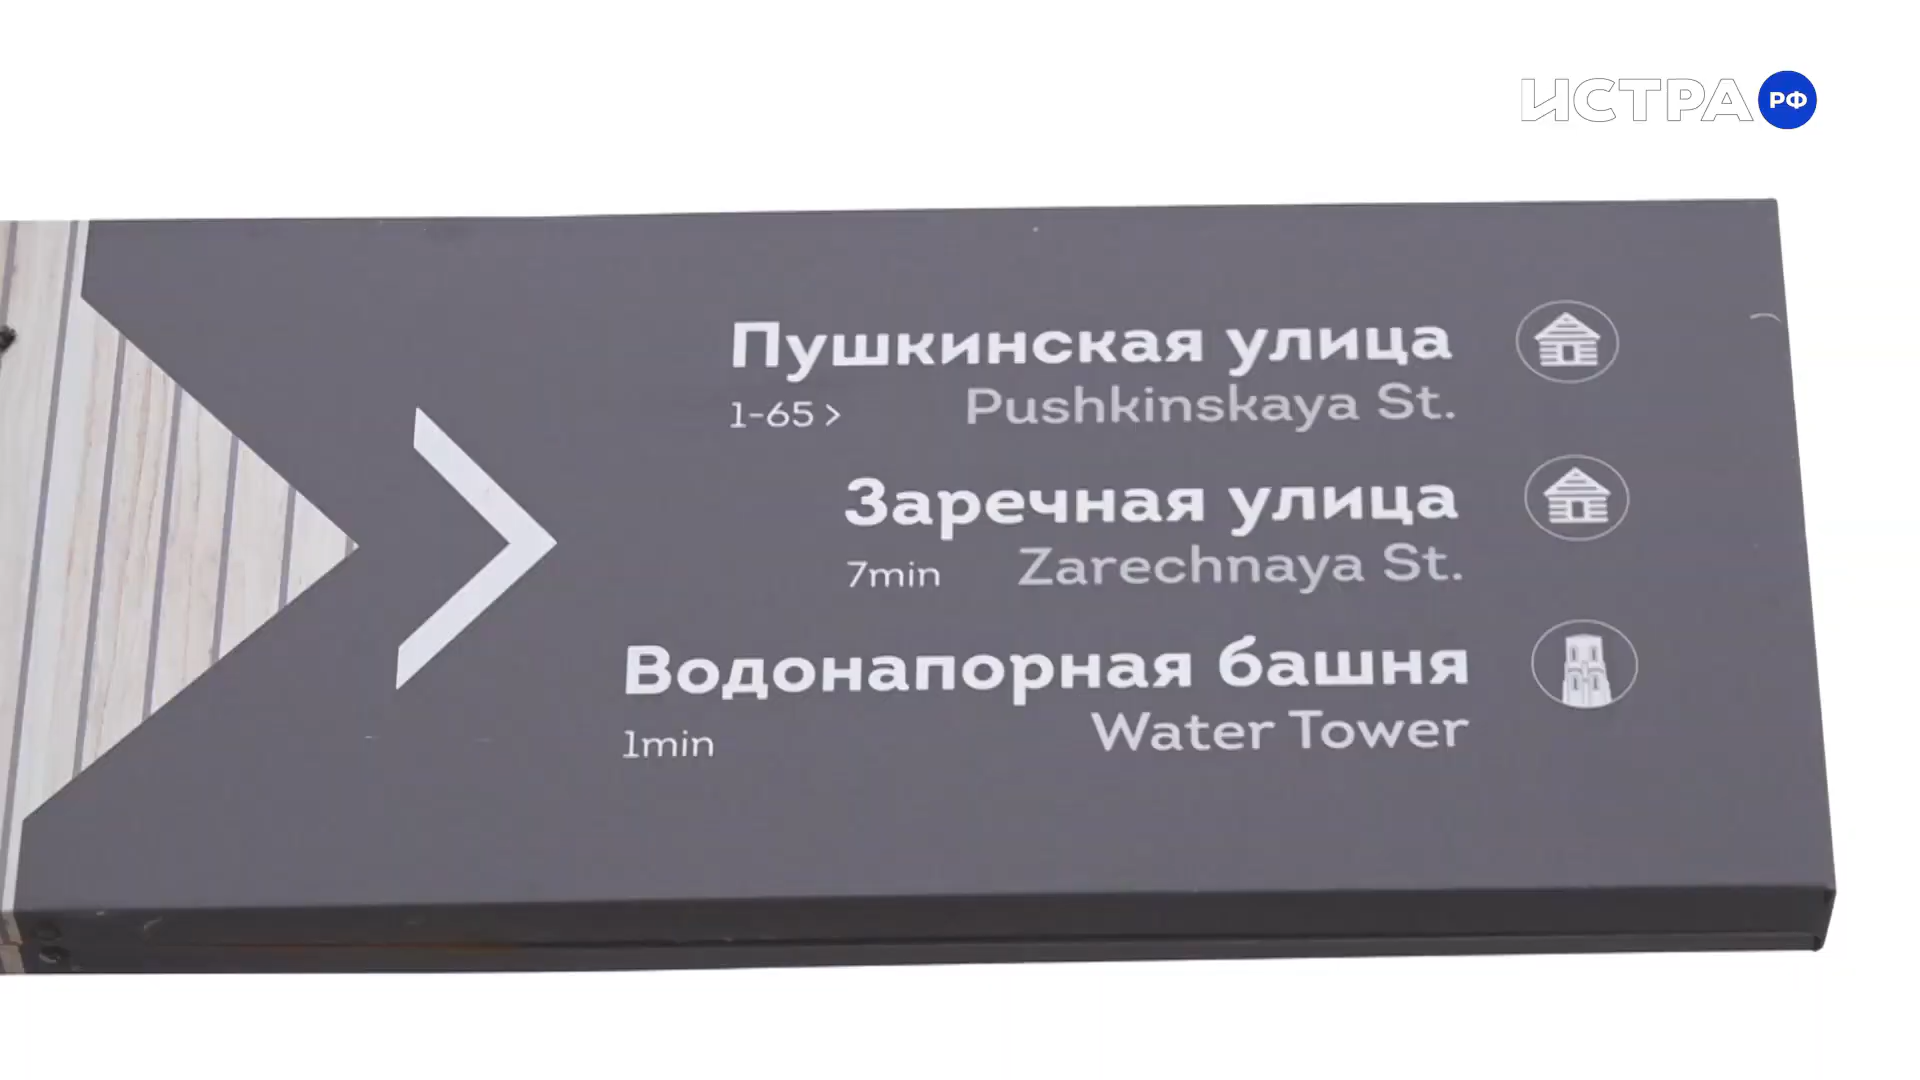 ИСТРА РФ
Пушкинская улица
1-65 > Pushkinskaya St.
Заречная улица
7min Zarechnaya St.
Водонапорная башня
1min Water Tower